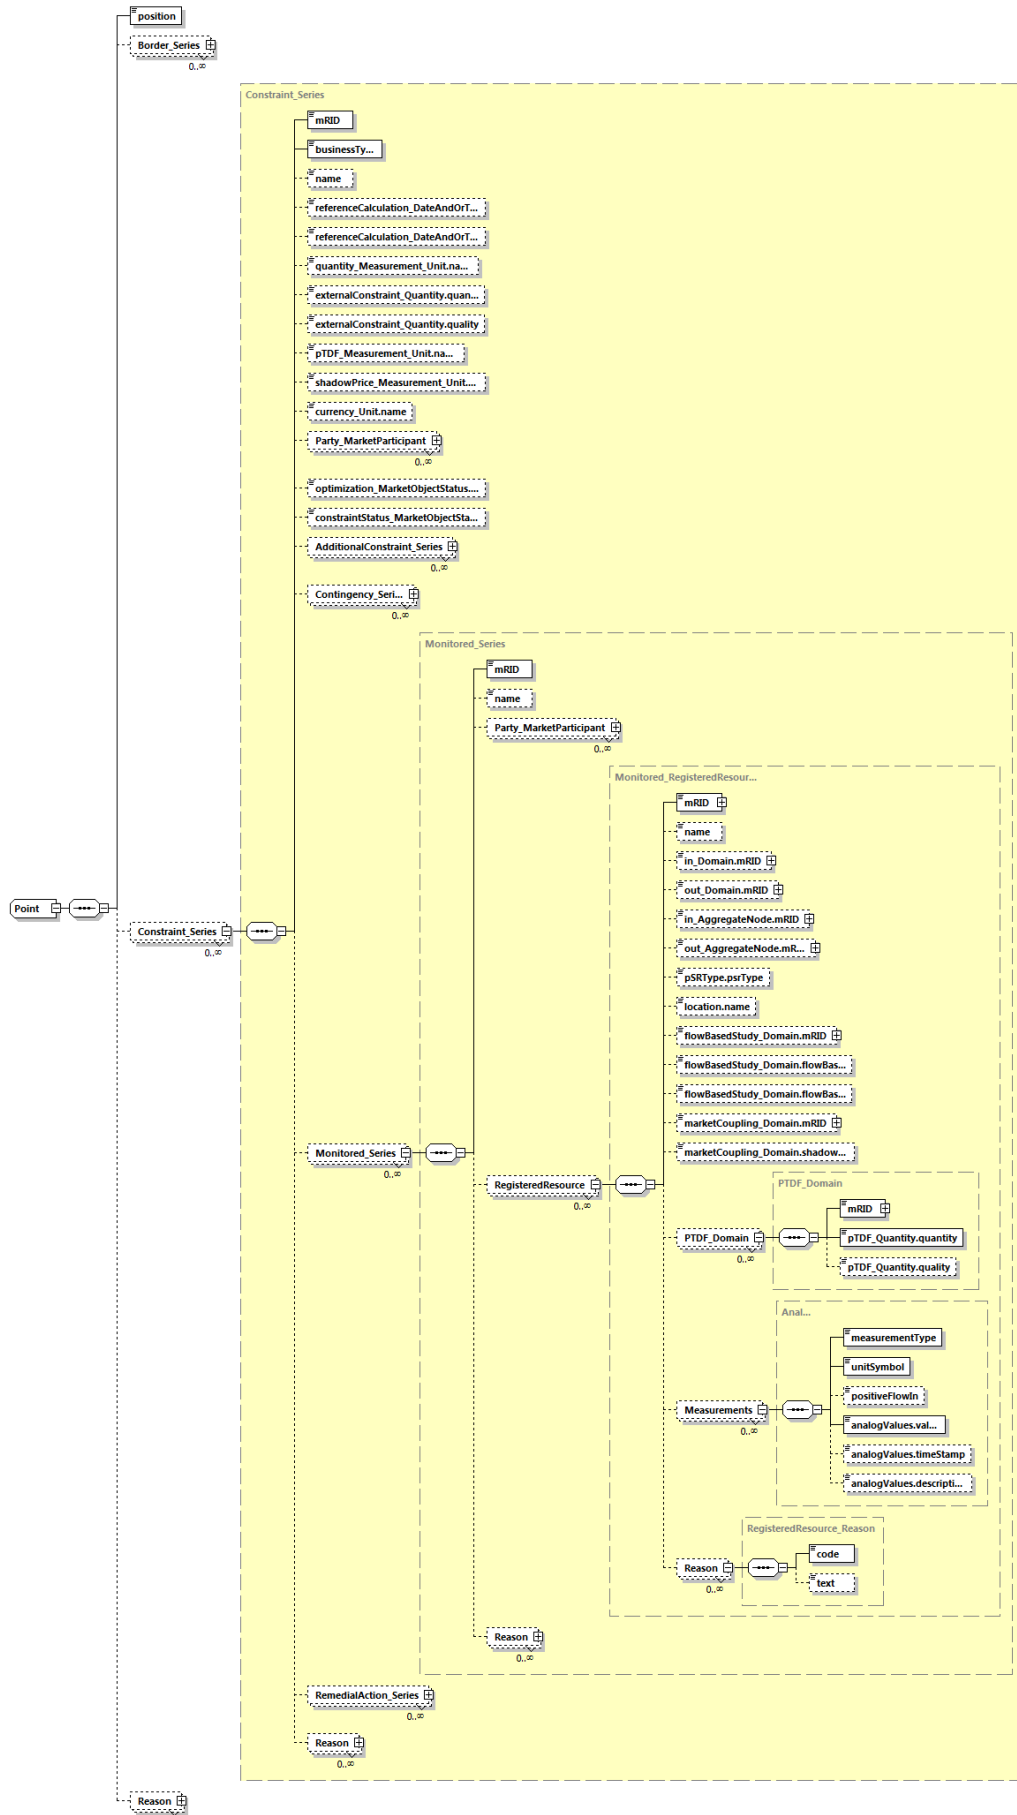 position
Border_Series
0..∞
Constraint_Series
mRID
businessTy...
name
referenceCalculation_DateAndOrT...
referenceCalculation_DateAndOrT...
quantity_Measurement_Unit.na...
externalConstraint_Quantity.quan...
externalConstraint_Quantity.quality
pTDF_Measurement_Unit.na...
shadowPrice_Measurement_Unit....
currency_Unit.name
Party_MarketParticipant
0..∞
optimization_MarketObjectStatus....
constraintStatus_MarketObjectSta...
AdditionalConstraint_Series
0..∞
Contingency_Seri...
0..∞
Monitored_Series
mRID
name
Party_MarketParticipant
0..∞
Monitored_RegisteredResour...
mRID
name
in_Domain.mRID
out_Domain.mRID
in_AggregateNode.mRID
out_AggregateNode.mR...
pSRType.psrType
location.name
flowBasedStudy_Domain.mRID
flowBasedStudy_Domain.flowBas...
flowBasedStudy_Domain.flowBas...
marketCoupling_Domain.mRID
marketCoupling_Domain.shadow...
Point
Constraint_Series
0..∞
Monitored_Series
0..∞
RegisteredResource
0..∞
PTDF_Domain
mRID
PTDF_Domain
0..∞
pTDF_Quantity.quantity
pTDF_Quantity.quality
Anal...
measurementType
unitSymbol
positiveFlowIn
Measurements
0..∞
analogValues.val...
analogValues.timeStamp
analogValues.descripti...
RegisteredResource_Reason
code
Reason
0..∞
text
Reason
0..∞
RemedialAction_Series
0..∞
Reason
0..∞
Reason
0..∞